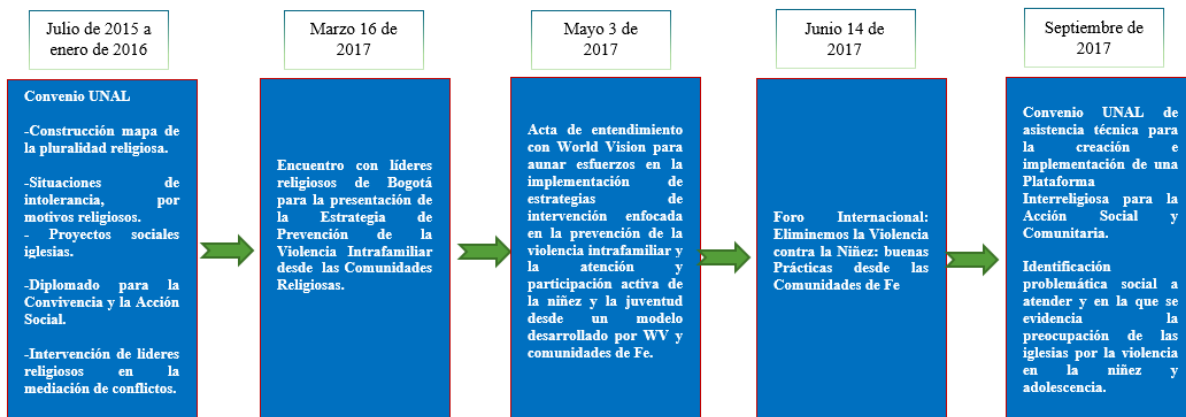 Julio de 2015 a
enero de 2016
Convenio UNAL
-Construcción mapa de
la pluralidad religiosa.
-Situaciones de
intolerancia, por
motivos religiosos.
- Proyectos sociales
iglesias.
-Diplomado para la
Convivencia y la Acción
Social.
-Intervención de lideres
religiosos en la
mediación de conflictos.
Marzo 16 de
2017
Encuentro con líderes
religiosos de Bogotá
para la presentación de
la Estrategia de
Prevención de la
Violencia Intrafamiliar
desde las Comunidades
Religiosas.
Mayo 3 de
2017
Acta de entendimiento
con World Vision para
aunar esfuerzos en la
implementación de
estrategias de
intervención enfocada
en la prevención de la
violencia intrafamiliar y
la atención y
participación activa de
la niñez y la juventud
desde un modelo
desarrollado por WV y
comunidades de Fe.
Junio 14 de
2017
Foro Internacional:
Eliminemos la Violencia
contra la Niñez: buenas
Prácticas desde las
Comunidades de Fe
Septiembre de
2017
Convenio UNAL de
asistencia técnica para
la creación e
implementación de una
Plataforma
Interreligiosa para la
Acción Social y
Comunitaria.
Identificación
problemática social a
atender y en la que se
evidencia la
preocupación de las
iglesias por la violencia
en la niñez y
adolescencia.